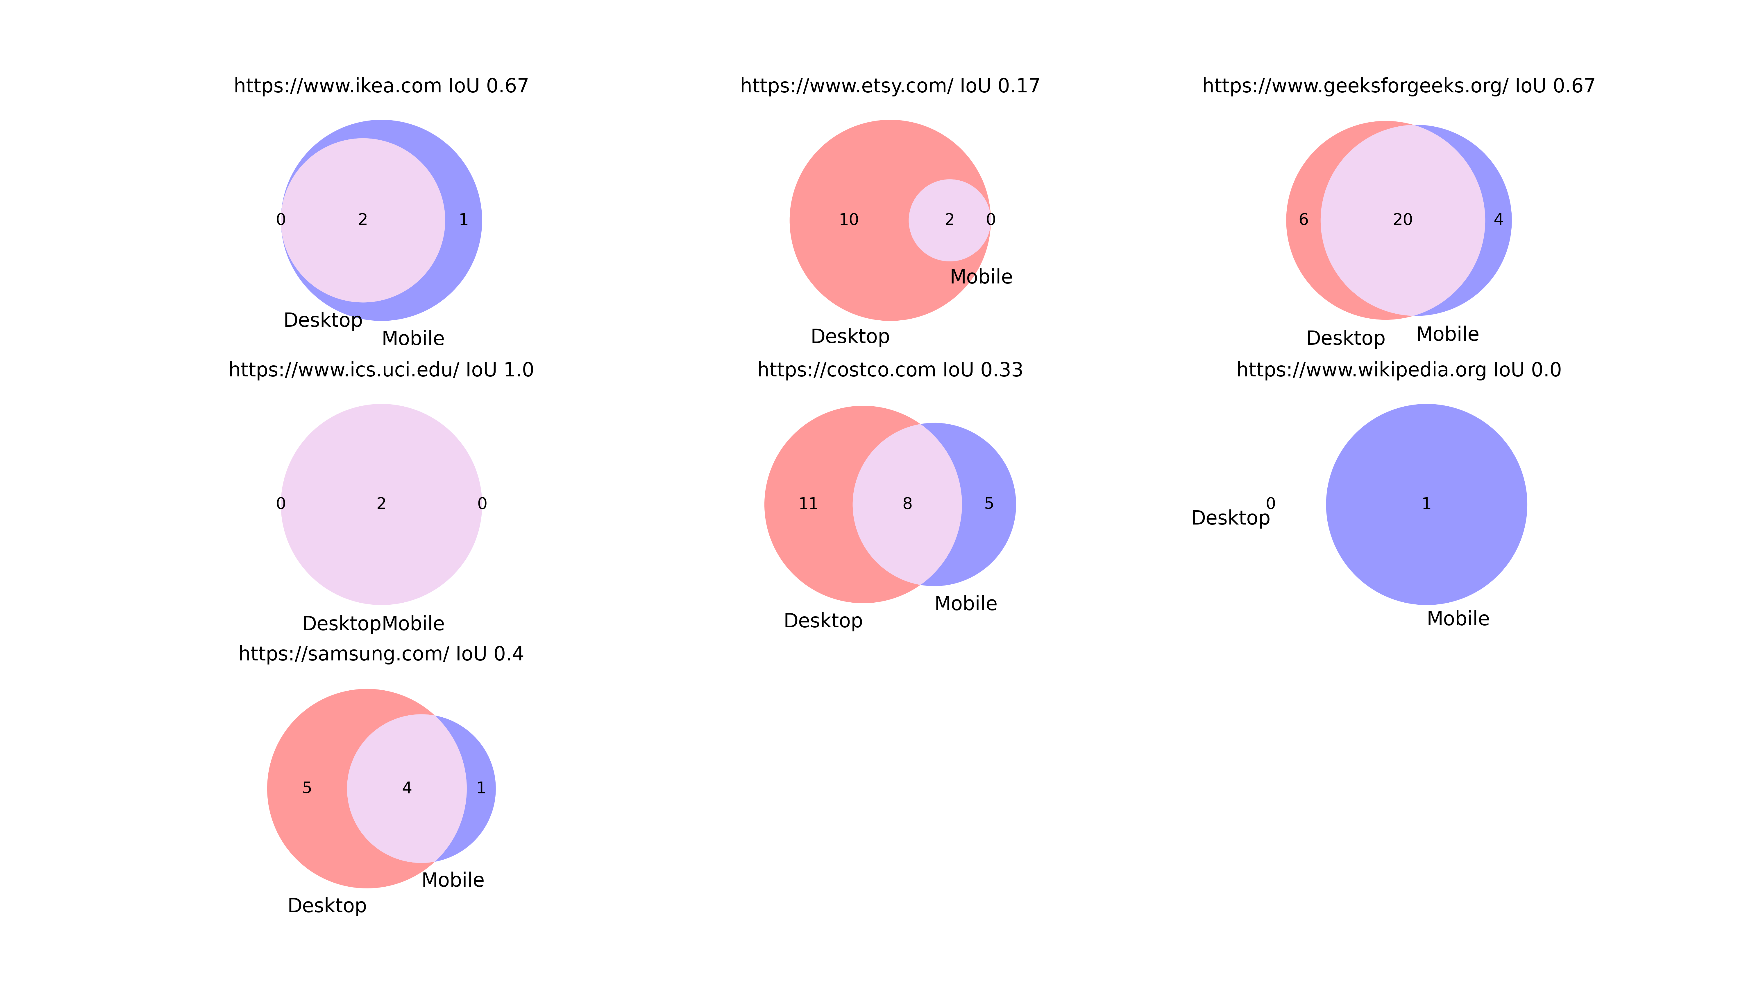 https://www.ikea.com IoU 0.67
0 2 1
Desktop
Mobile
https://www.etsy.com/ IoU 0.17
10 2 0
Mobile
Desktop
https://www.geeksforgeeks.org/ IoU 0.67
6 20 4
Desktop Mobile
https://www.ics.uci.edu/ IoU 1.0
0 2 0
DesktopMobile
https://costco.com IoU 0.33
11 8 5
Mobile
Desktop
https://www.wikipedia.org IoU 0.0
0 1
Desktop
Mobile
https://samsung.com/ IoU 0.4
5 4 1
Mobile
Desktop